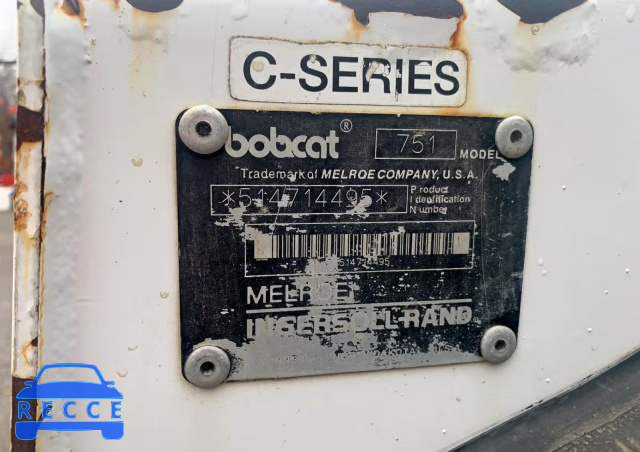 C-SERIES
bobcat® 751 MODEL
Trademark of MELROE COMPANY, U.S.A.
*514714495* Product
Identification
Number
514714495
MELROE
INGERSOLL-RAND
RECCE